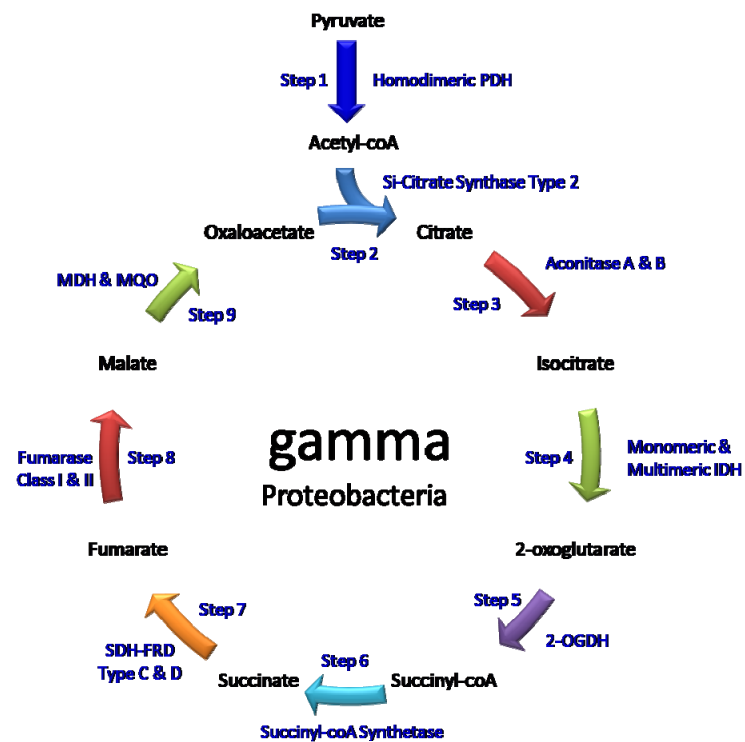 Pyruvate
Step 1
Homodimeric PDH
Acetyl-coA
Si-Citrate Synthase Type 2
Oxaloacetate
Citrate
Step 2
Aconitase A & B
MDH & MQO
Step 3
Step 9
Malate
Isocitrate
gamma
Proteobacteria
Fumarase
Class I & II
Step 8
Step 4
Monomeric &
Multimeric IDH
Fumarate
2-oxoglutarate
Step 5
Step 7
2-OGDH
SDH-FRD
Type C & D
Step 6
Succinate
Succinyl-coA
Succinyl-coA Synthetase